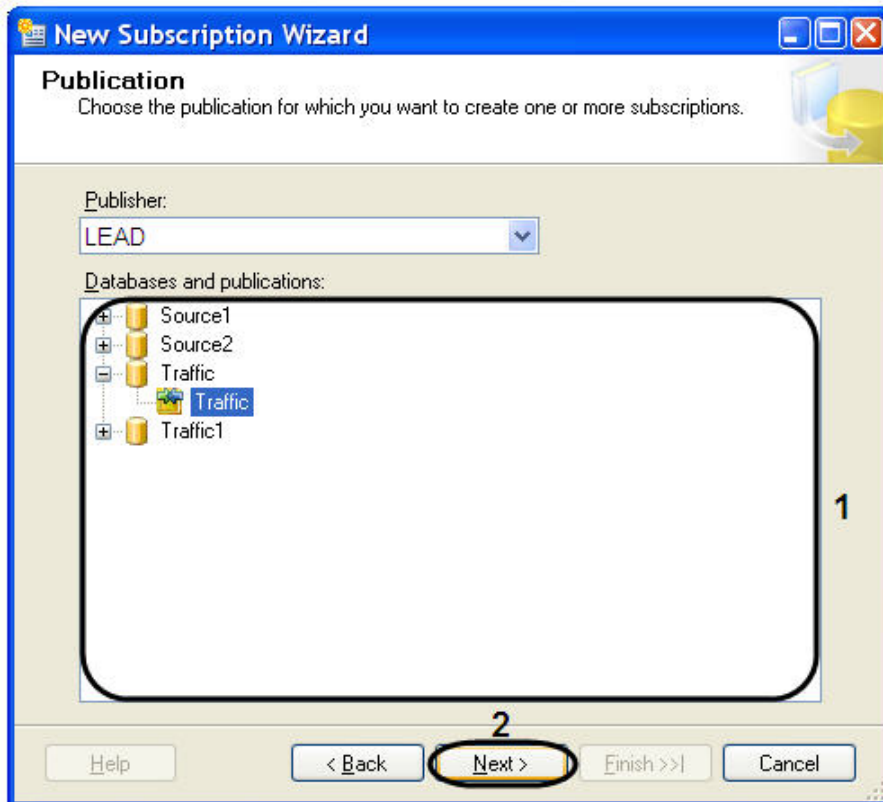 New Subscription Wizard
Publication
Choose the publication for which you want to create one or more subscriptions.
Publisher:
LEAD
Databases and publications:
Source1
Source2
Traffic
Traffic
Traffic1
1
2
Help
< Back
Next >
Finish >>|
Cancel